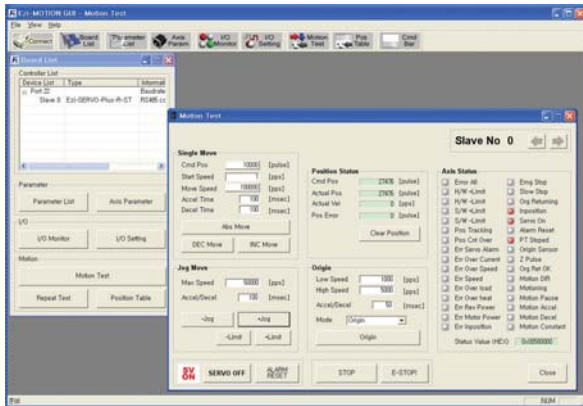 Ezi-MOTION GUI - Motion Test
File View Help
Connect
Board List
Parameter List
Axis Param
I/O Monitor
I/O Setting
Motion Test
Pos Table
Cmd Bar
Board List
Controller List
Device List Type Informati
Port 22 Baudrate
Slave 0 Ezi-SERVO-Plus-R-ST RS485 cc
Parameter
Parameter List Axis Parameter
I/O
I/O Monitor I/O Setting
Motion
Motion Test
Repeat Test Position Table
Motion Test
Slave No 0
Single Move
Cmd Pos 10000 [pulse]
Start Speed 1 [pps]
Move Speed [pps]
Accel Time 100 [msec]
Decel Time 100 [msec]
Abs Move
DEC Move INC Move
Jog Move
Max Speed 50000 [pps]
Accel/Decel 100 [msec]
-Jog +Jog
-Limit +Limit
Position Status
Cmd Pos 27476 [pulse]
Actual Pos 27476 [pulse]
Actual Vel 0 [pps]
Pos Error 0 [pulse]
Clear Position
Origin
Low Speed 1000 [pps]
High Speed 5000 [pps]
Accel/Decel 50 [msec]
Mode Origin
Origin
Axis Status
Error All Emg Stop
H/W +Limit Slow Stop
H/W -Limit Org Returning
S/W +Limit Inposition
S/W -Limit Servo On
Pos Tracking Alarm Reset
Pos Cnt Over PT Stoped
Err Servo Alarm Origin Sensor
Err Over Current Z Pulse
Err Over Speed Org Ret OK
Err Speed Motion DIR
Err Over load Motioning
Err Over heat Motion Pause
Err Rev Power Motion Accel
Err Motor Power Motion Decel
Err Inposition Motion Constant
Status Value (HEX)
SV ON SERVO OFF ALARM RESET STOP E-STOP! Close
NUM